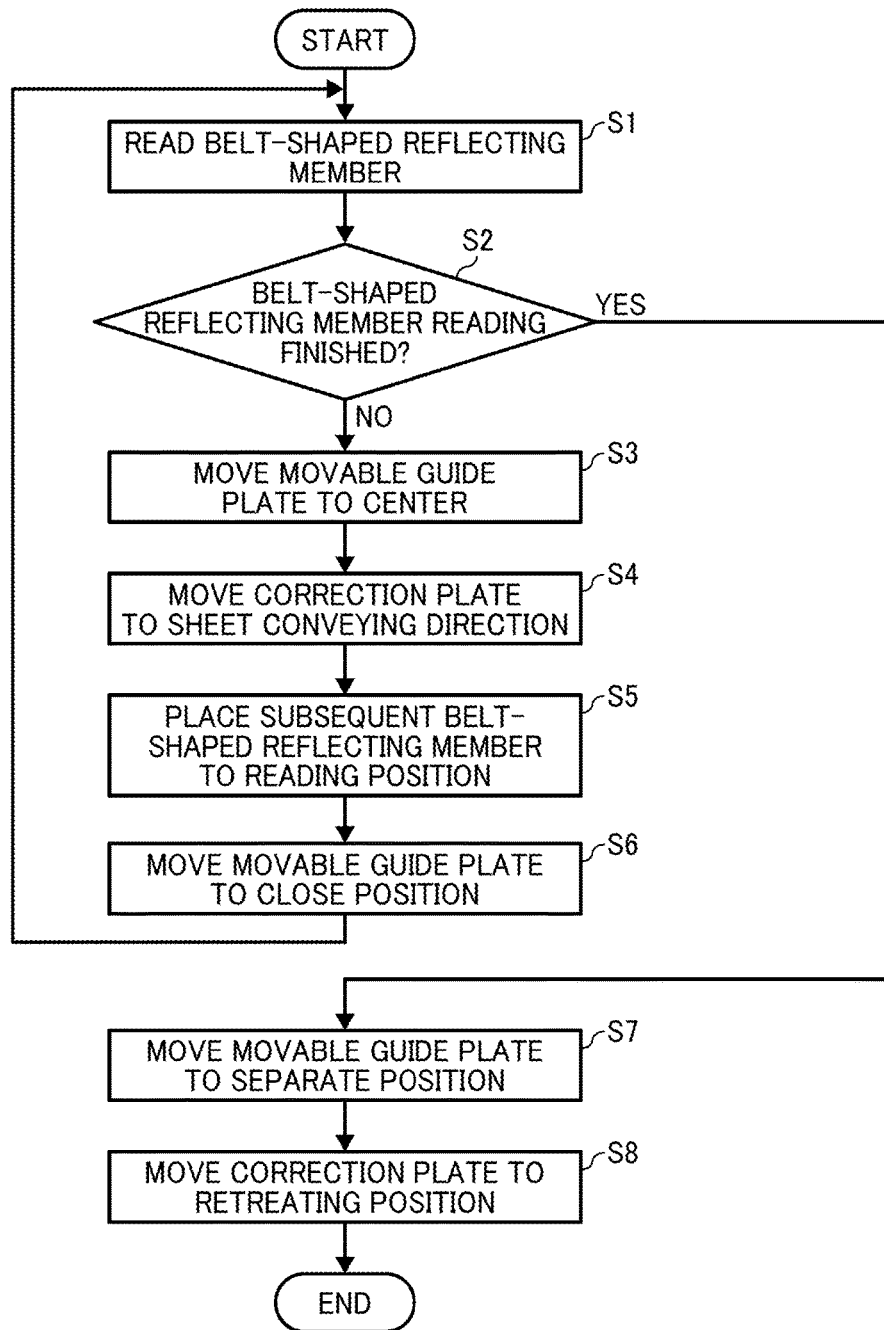 START
READ BELT-SHAPED REFLECTING
MEMBER
S1
BELT-SHAPED
REFLECTING MEMBER READING
FINISHED?
S2
YES
NO
MOVE MOVABLE GUIDE
PLATE TO CENTER
S3
MOVE CORRECTION PLATE
TO SHEET CONVEYING DIRECTION
S4
PLACE SUBSEQUENT BELT-
SHAPED REFLECTING MEMBER
TO READING POSITION
S5
MOVE MOVABLE GUIDE PLATE
TO CLOSE POSITION
S6
MOVE MOVABLE GUIDE PLATE
TO SEPARATE POSITION
S7
MOVE CORRECTION PLATE TO
RETREATING POSITION
S8
END